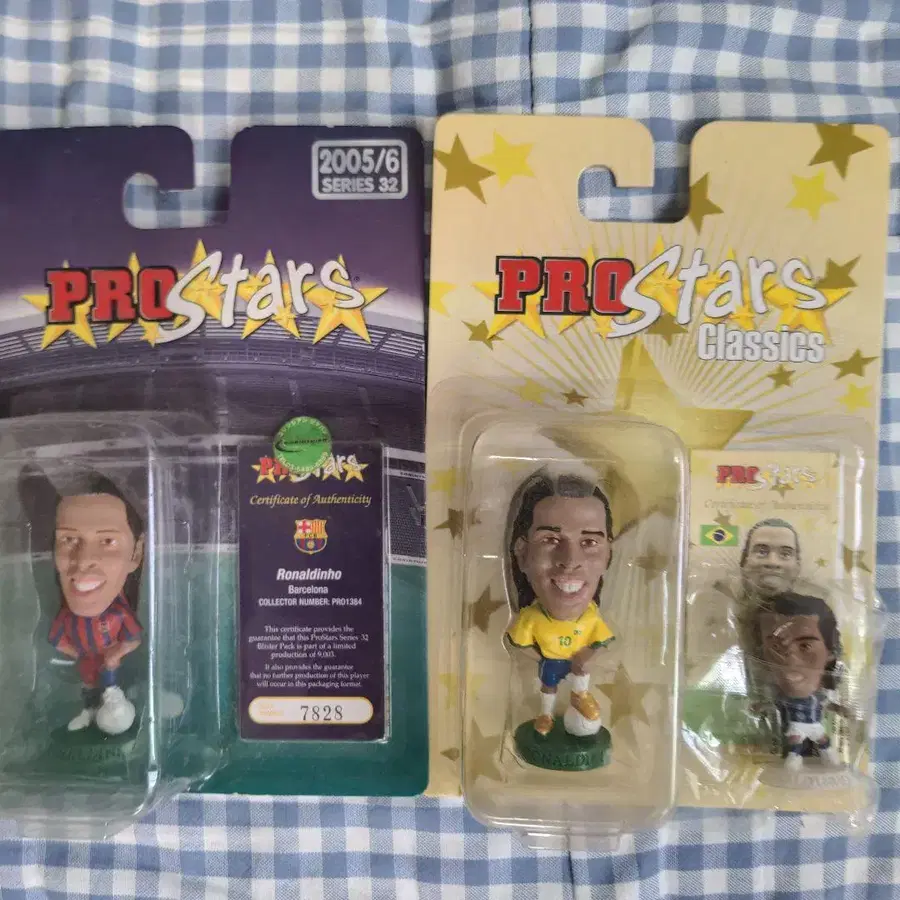 2005/6
SERIES 32
PROStars
PROStars
Certificate of Authenticity
FCB
Ronaldinho
Barcelona
COLLECTOR NUMBER: PRO1384
This certificate provides the
guarantee that this ProStars Series 32
Blister Pack is part of a limited
production of 9,003.
It also provides the guarantee
that no further production of this player
will occur in this packaging format.
7828
PROStars
Classics
10
PROStars
Certificate of Authenticity